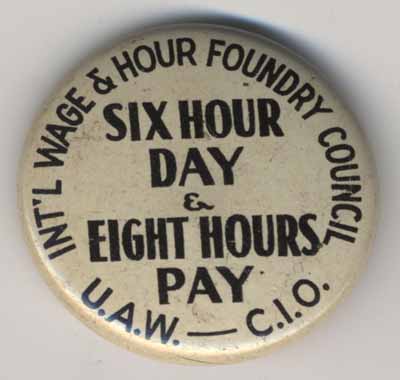 INT'L WAGE & HOUR FOUNDRY COUNCIL
SIX HOUR
DAY
&
EIGHT HOURS
PAY
U.A.W. — C.I.O.